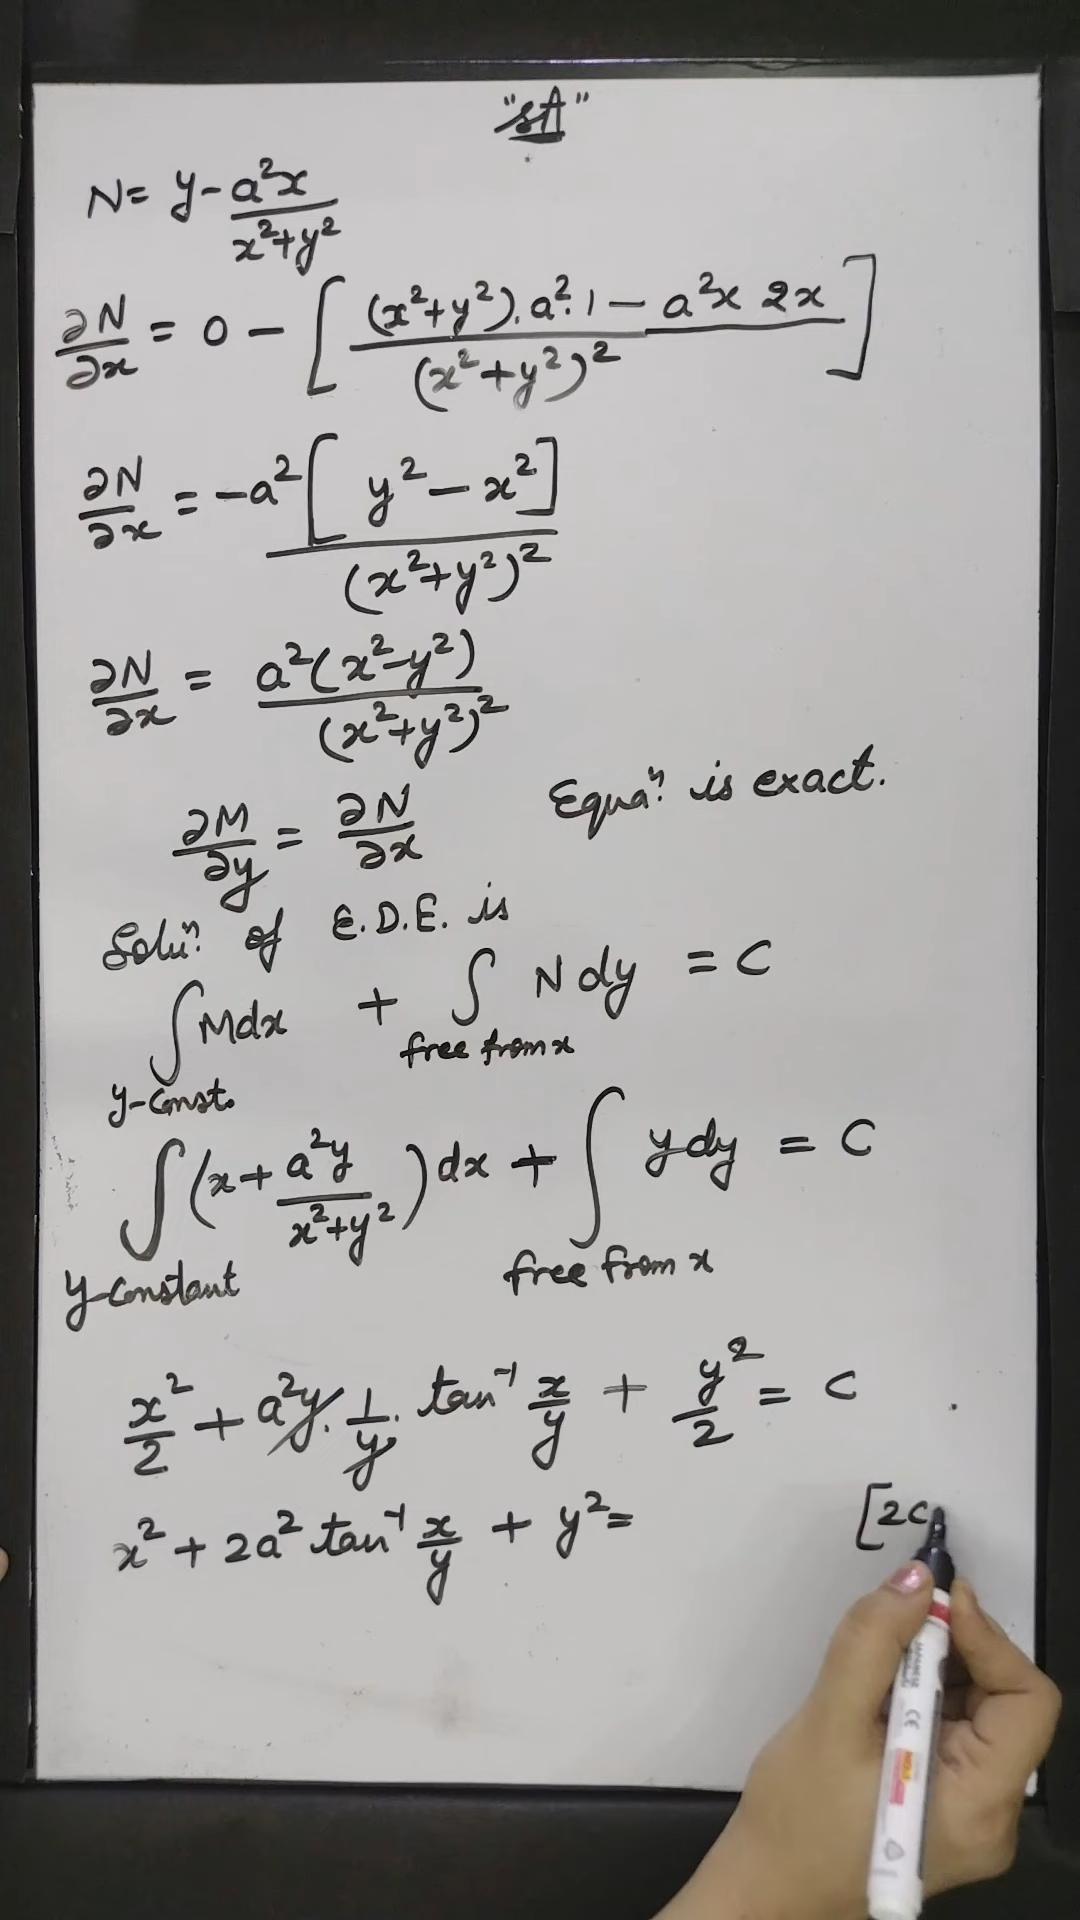 "SA"
N = y - a²x / x²+y²
∂N/∂x = 0 - [ (x²+y²).a².1 - a²x 2x / (x²+y²)² ]
∂N/∂x = -a² [ y² - x² ] / (x²+y²)²
∂N/∂x = a²(x²-y²) / (x²+y²)²
∂M/∂y = ∂N/∂x Equaⁿ. is exact.
Soluⁿ. of E.D.E. is
∫ Mdx + ∫ N dy = C
y-const. free from x
∫ (x + a²y / x²+y²) dx + ∫ y dy = C
y-constant free from x
x²/2 + a²y. 1/y. tan⁻¹ x/y + y²/2 = C
x² + 2a² tan⁻¹ x/y + y² = [2C
CE